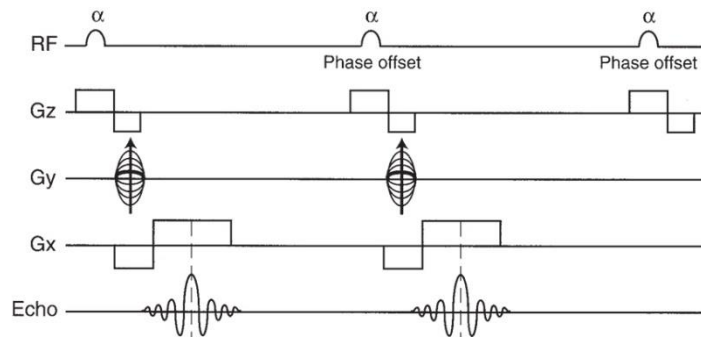 α α α
RF
Phase offset Phase offset
Gz
Gy
Gx
Echo